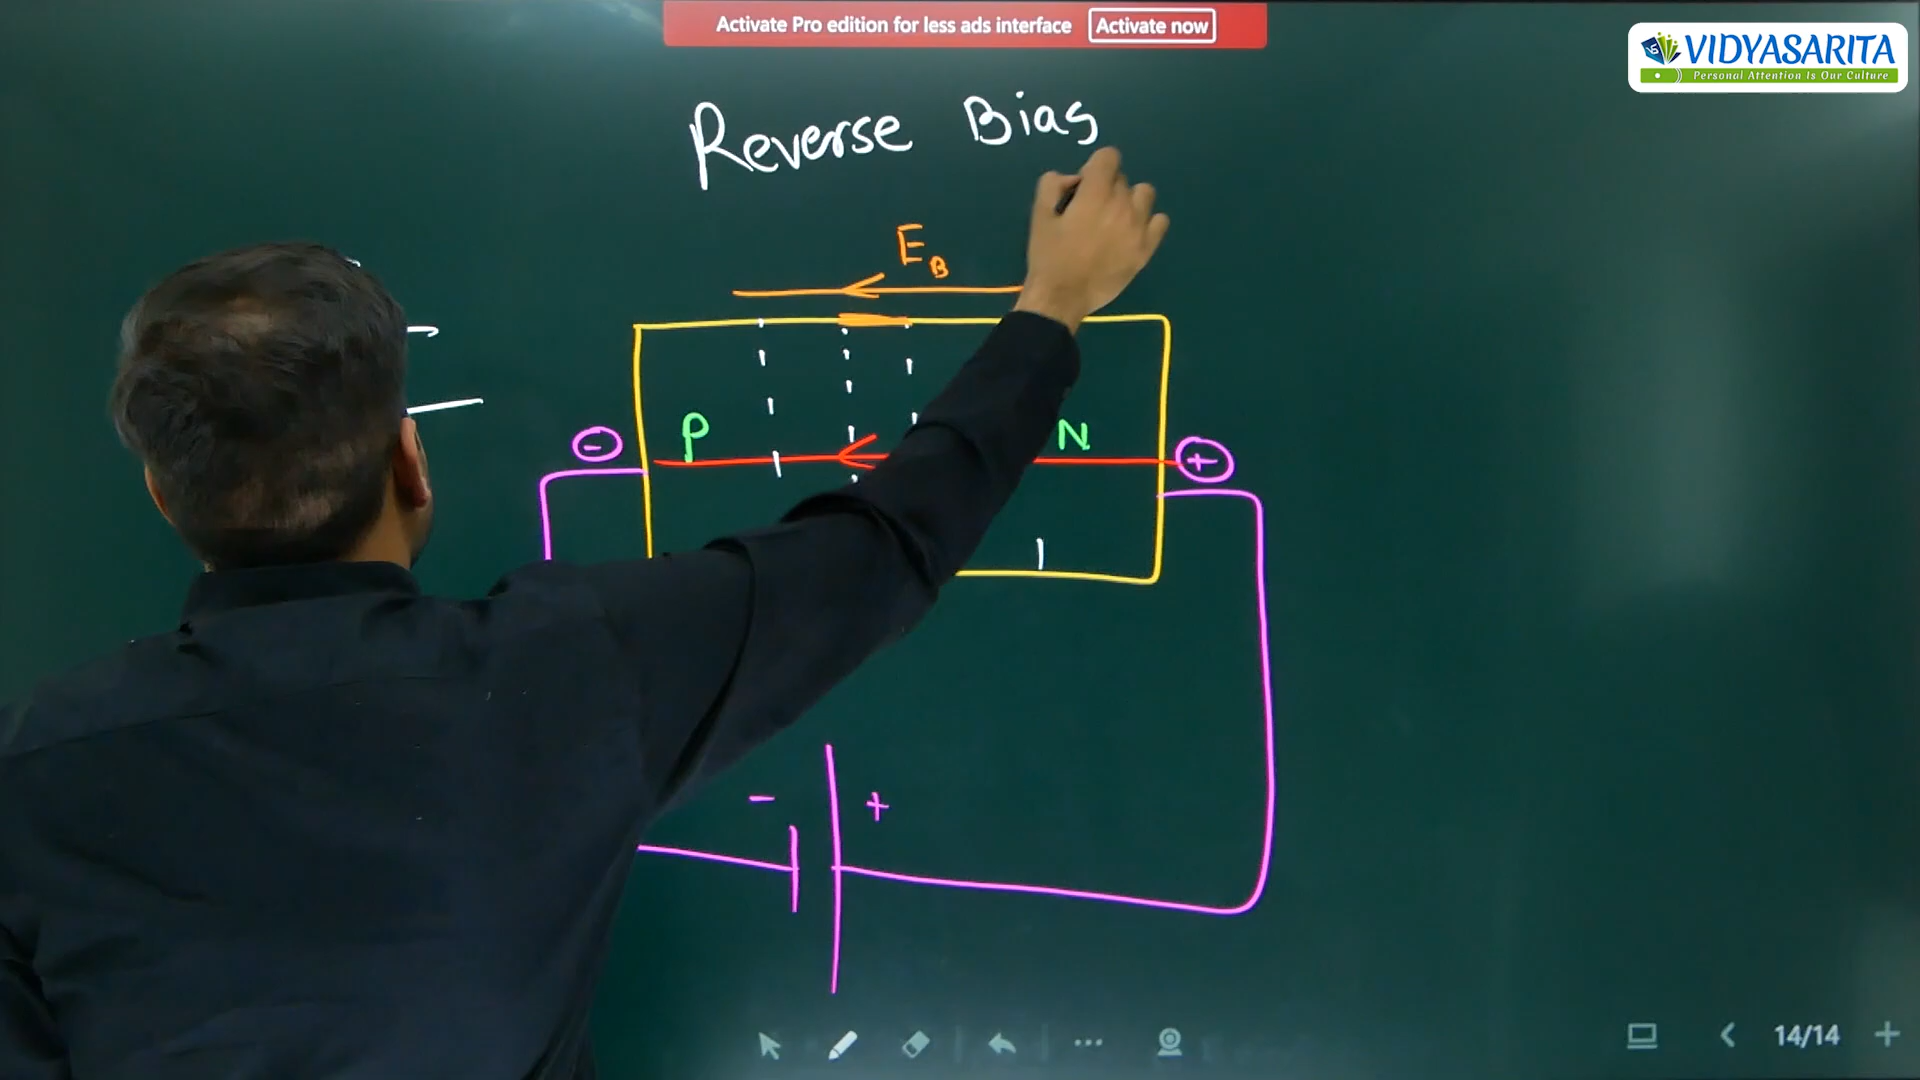 Activate Pro edition for less ads interface Activate now
VIDYASARITA
Personal Attention Is Our Culture
Reverse Bias
E_B
P N
- +
- +
14/14